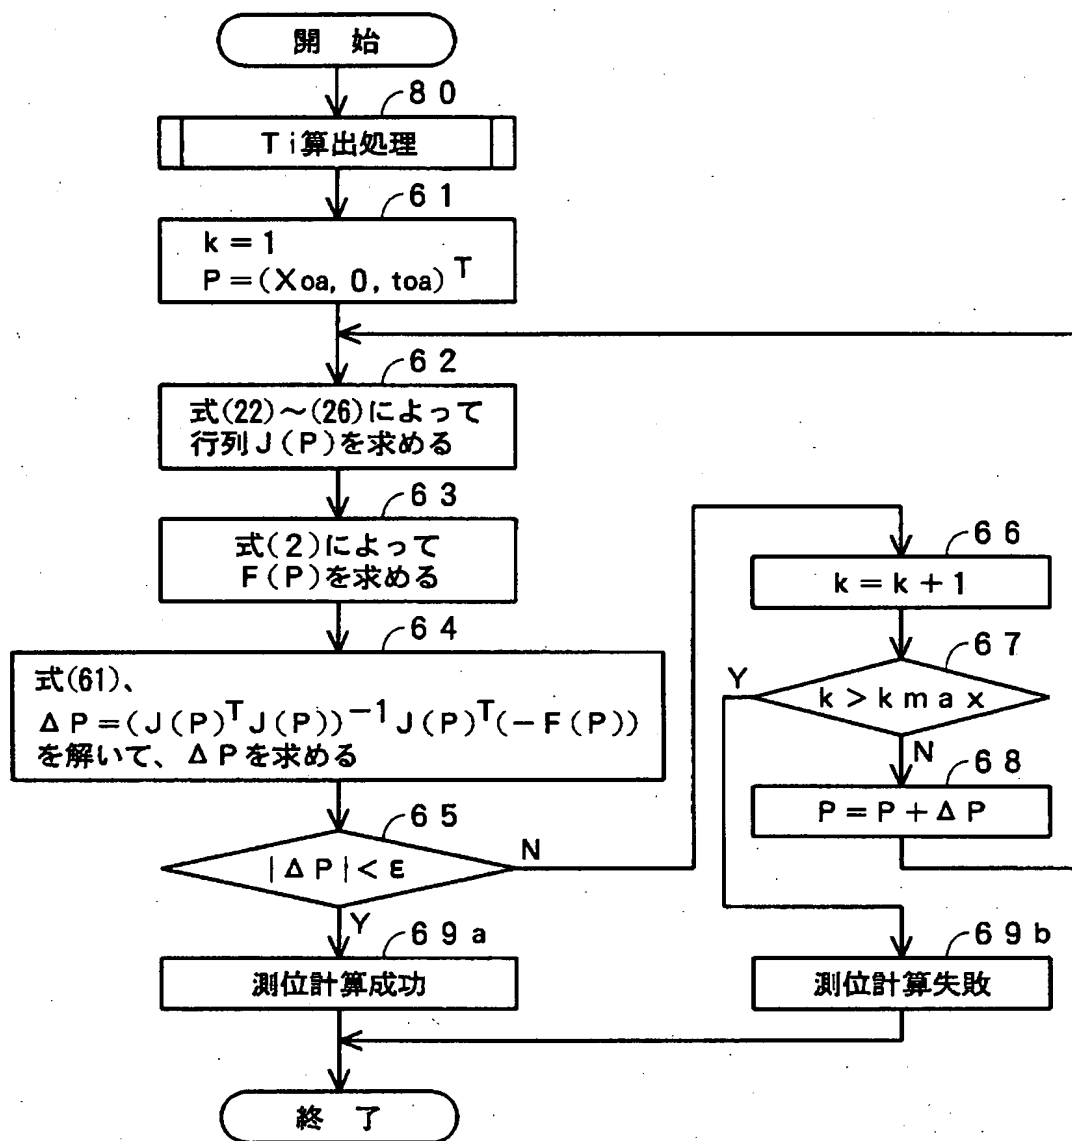 開 始
80
Ti算出処理
61
k=1
P=(Xoa, 0, toa)T
62
式(22)～(26)によって
行列J(P)を求める
63
式(2)によって
F(P)を求める
64
式(61)、
ΔP=(J(P)TJ(P))−1J(P)T(−F(P))
を解いて、ΔPを求める
65
|ΔP|<ε
N
Y
69a
測位計算成功
66
k=k+1
67
Y
k>kmax
N
68
P=P+ΔP
69b
測位計算失敗
終 了